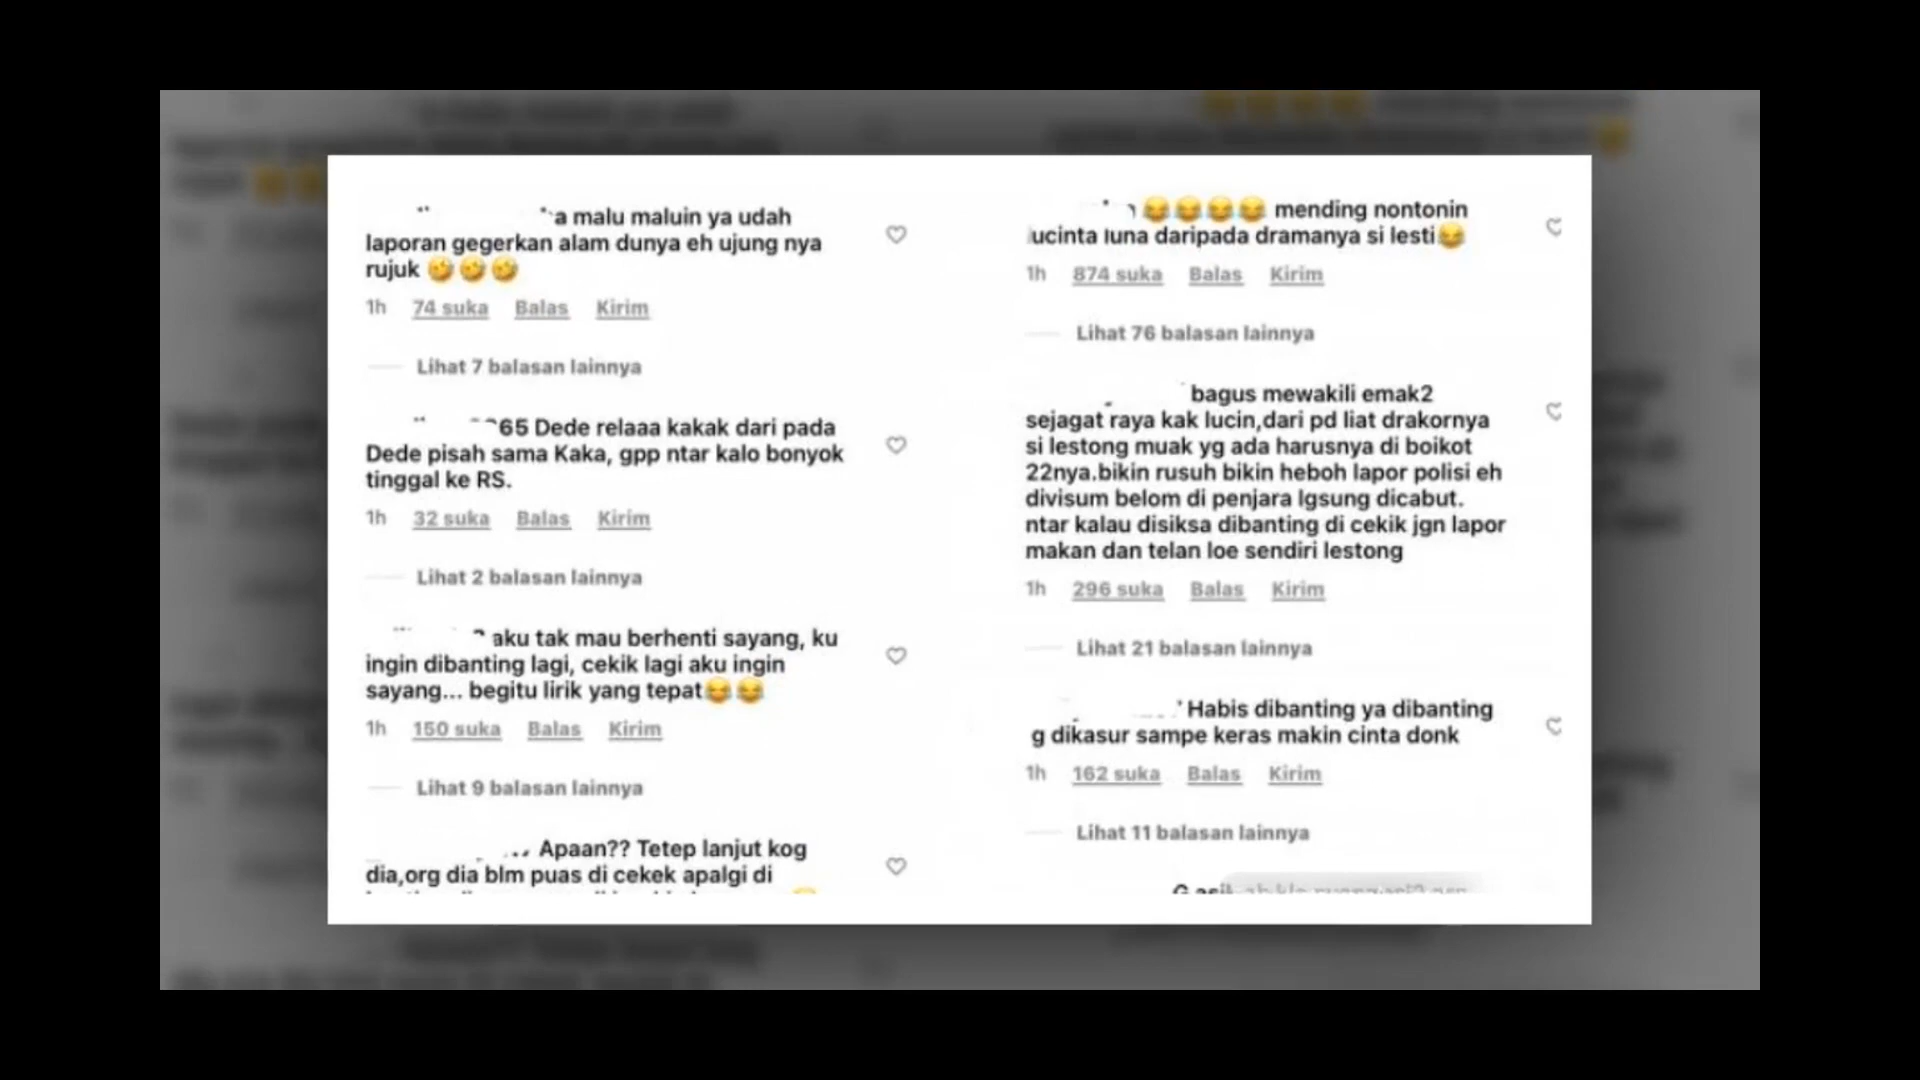 a malu maluin ya udah
laporan gegerkan alam dunya eh ujung nya
rujuk 🤣🤣🤣
1h 74 suka Balas Kirim
Lihat 7 balasan lainnya
65 Dede relaaa kakak dari pada
Dede pisah sama Kaka, gpp ntar kalo bonyok
tinggal ke RS.
1h 32 suka Balas Kirim
Lihat 2 balasan lainnya
aku tak mau berhenti sayang, ku
ingin dibanting lagi, cekik lagi aku ingin
sayang... begitu lirik yang tepat😂😂
1h 150 suka Balas Kirim
Lihat 9 balasan lainnya
Apaan?? Tetep lanjut kog
dia,org dia blm puas di cekek apalgi di
😂😂😂😂 mending nontonin
ucinta luna daripada dramanya si lesti😂
1h 874 suka Balas Kirim
Lihat 76 balasan lainnya
bagus mewakili emak2
sejagat raya kak lucin,dari pd liat drakornya
si lestong muak yg ada harusnya di boikot
22nya.bikin rusuh bikin heboh lapor polisi eh
divisum belom di penjara lgsung dicabut.
ntar kalau disiksa dibanting di cekik jgn lapor
makan dan telan loe sendiri lestong
1h 296 suka Balas Kirim
Lihat 21 balasan lainnya
Habis dibanting ya dibanting
g dikasur sampe keras makin cinta donk
1h 162 suka Balas Kirim
Lihat 11 balasan lainnya